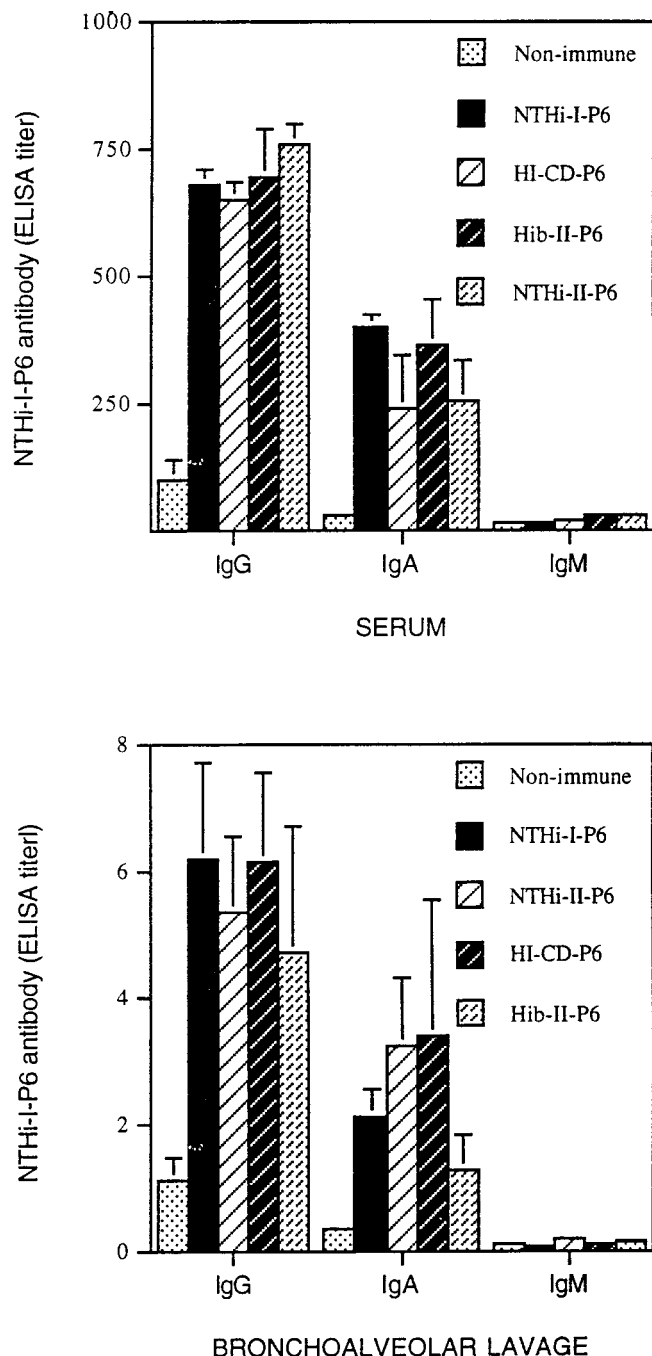 1000
750
500
250
NTHi-I-P6 antibody (ELISA titer)
Non-immune
NTHi-I-P6
HI-CD-P6
Hib-II-P6
NTHi-II-P6
IgG IgA IgM
SERUM
8
6
4
2
0
NTHi-I-P6 antibody (ELISA titerl)
Non-immune
NTHi-I-P6
NTHi-II-P6
HI-CD-P6
Hib-II-P6
IgG IgA IgM
BRONCHOALVEOLAR LAVAGE